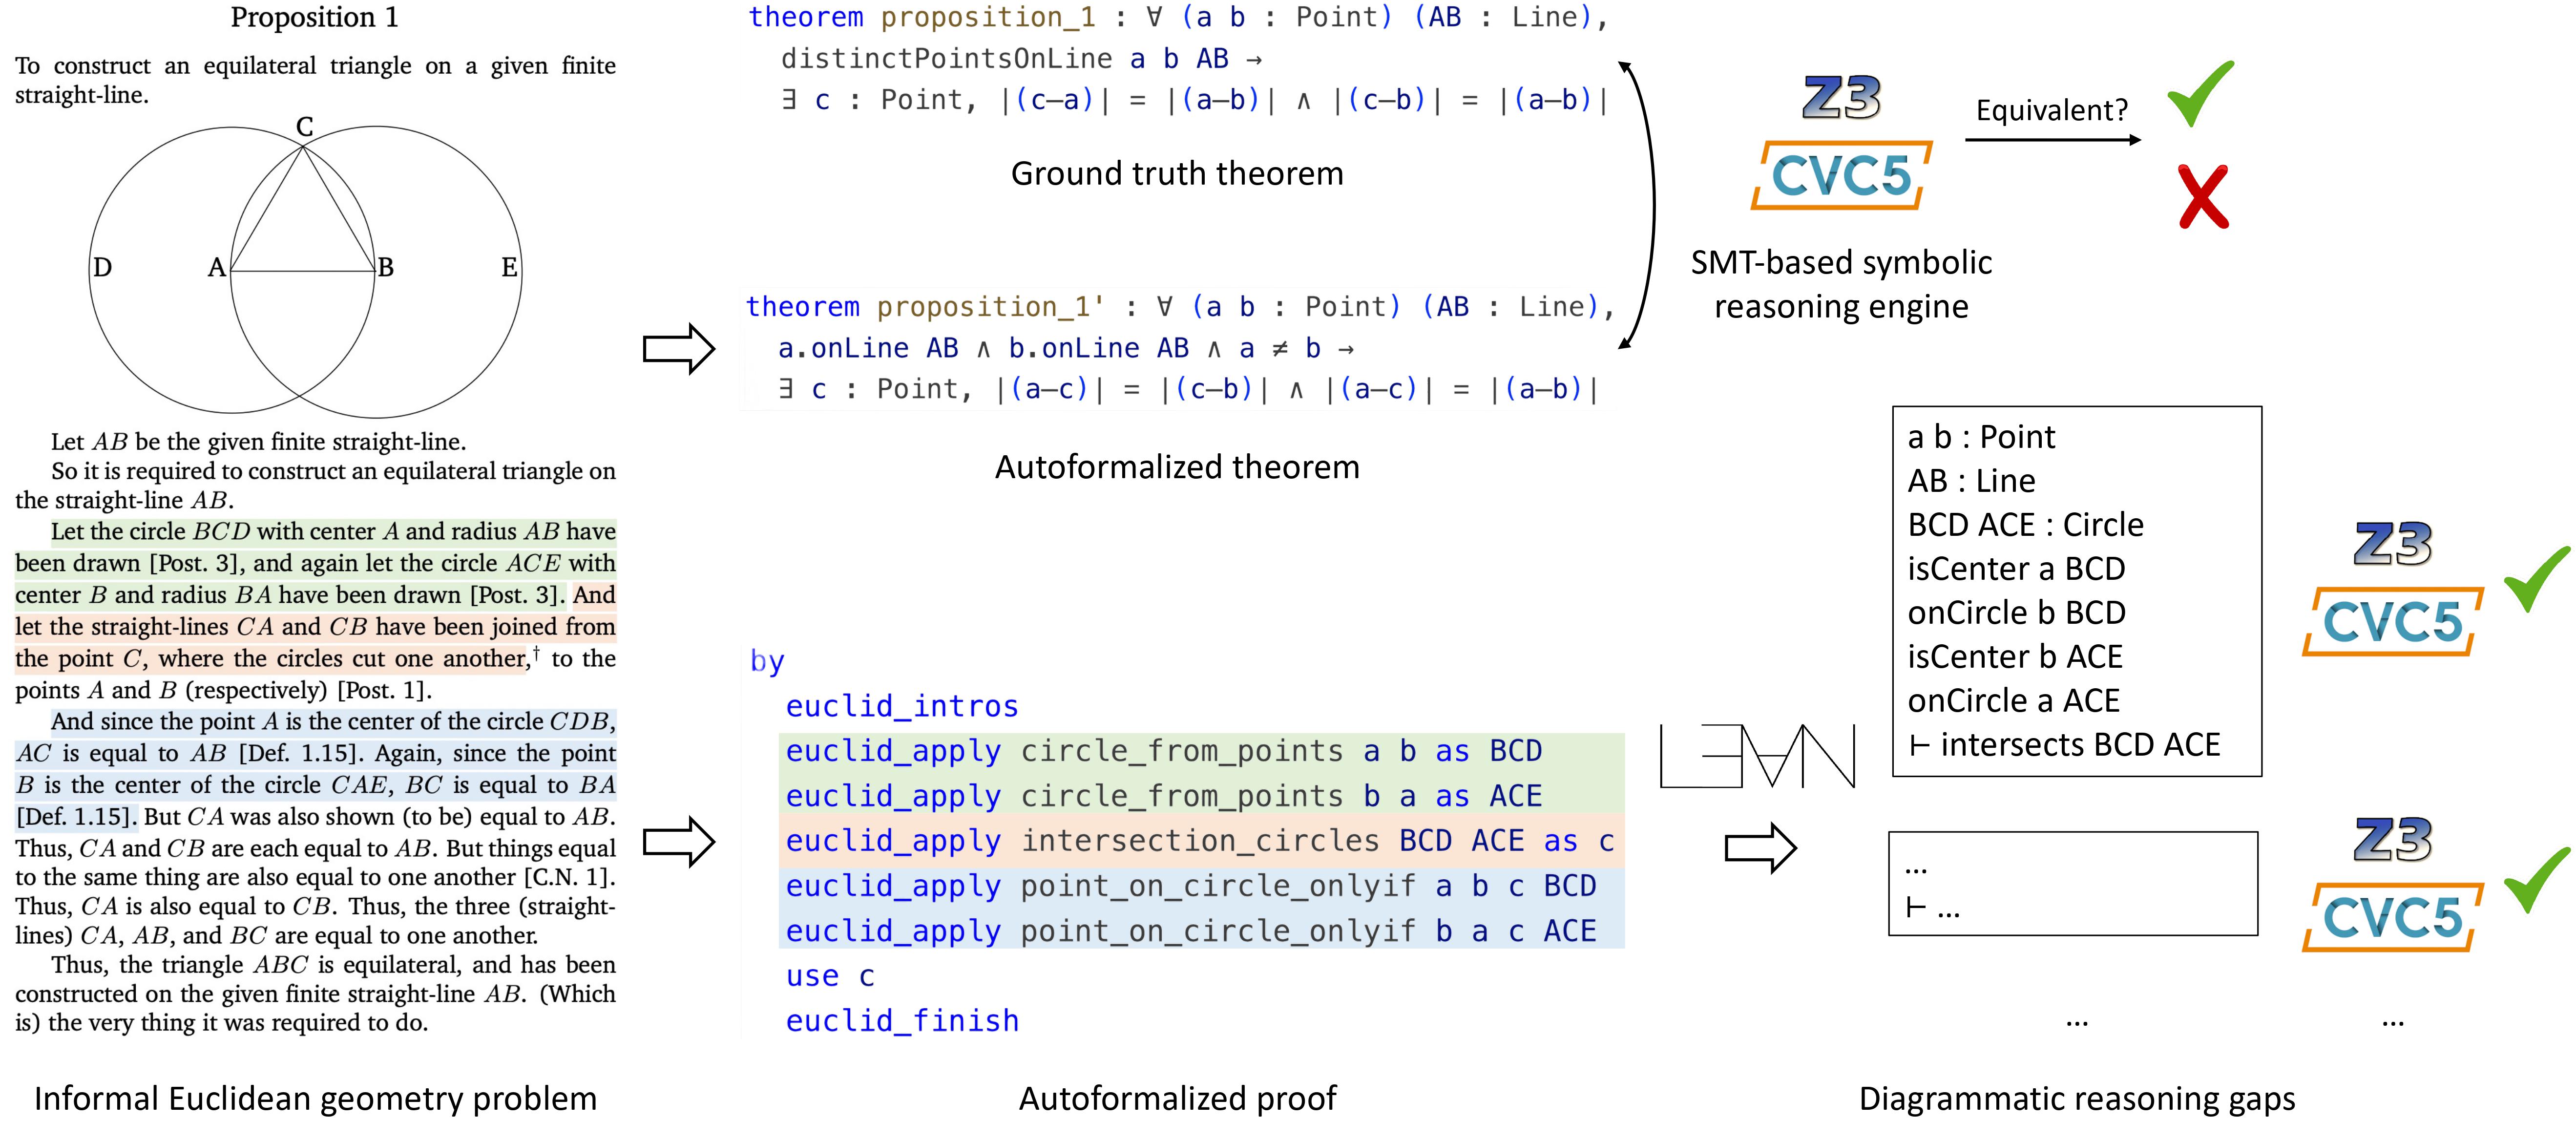 Proposition 1
To construct an equilateral triangle on a given finite
straight-line.
C
D
A
B
E
Let AB be the given finite straight-line.
So it is required to construct an equilateral triangle on
the straight-line AB.
Let the circle BCD with center A and radius AB have
been drawn [Post. 3], and again let the circle ACE with
center B and radius BA have been drawn [Post. 3]. And
let the straight-lines CA and CB have been joined from
the point C, where the circles cut one another,† to the
points A and B (respectively) [Post. 1].
And since the point A is the center of the circle CDB,
AC is equal to AB [Def. 1.15]. Again, since the point
B is the center of the circle CAE, BC is equal to BA
[Def. 1.15]. But CA was also shown (to be) equal to AB.
Thus, CA and CB are each equal to AB. But things equal
to the same thing are also equal to one another [C.N. 1].
Thus, CA is also equal to CB. Thus, the three (straight-
lines) CA, AB, and BC are equal to one another.
Thus, the triangle ABC is equilateral, and has been
constructed on the given finite straight-line AB. (Which
is) the very thing it was required to do.
Informal Euclidean geometry problem
theorem proposition_1 : ∀ (a b : Point) (AB : Line),
distinctPointsOnLine a b AB →
∃ c : Point, |(c—a)| = |(a—b)| ∧ |(c—b)| = |(a—b)|
Ground truth theorem
theorem proposition_1' : ∀ (a b : Point) (AB : Line),
a.onLine AB ∧ b.onLine AB ∧ a ≠ b →
∃ c : Point, |(a—c)| = |(c—b)| ∧ |(a—c)| = |(a—b)|
Autoformalized theorem
by
euclid_intros
euclid_apply circle_from_points a b as BCD
euclid_apply circle_from_points b a as ACE
euclid_apply intersection_circles BCD ACE as c
euclid_apply point_on_circle_onlyif a b c BCD
euclid_apply point_on_circle_onlyif b a c ACE
use c
euclid_finish
Autoformalized proof
Z3
CVC5
Equivalent?
SMT-based symbolic
reasoning engine
L∃∀N
a b : Point
AB : Line
BCD ACE : Circle
isCenter a BCD
onCircle b BCD
isCenter b ACE
onCircle a ACE
⊢ intersects BCD ACE
Z3
CVC5
...
⊢ ...
Z3
CVC5
...
...
Diagrammatic reasoning gaps